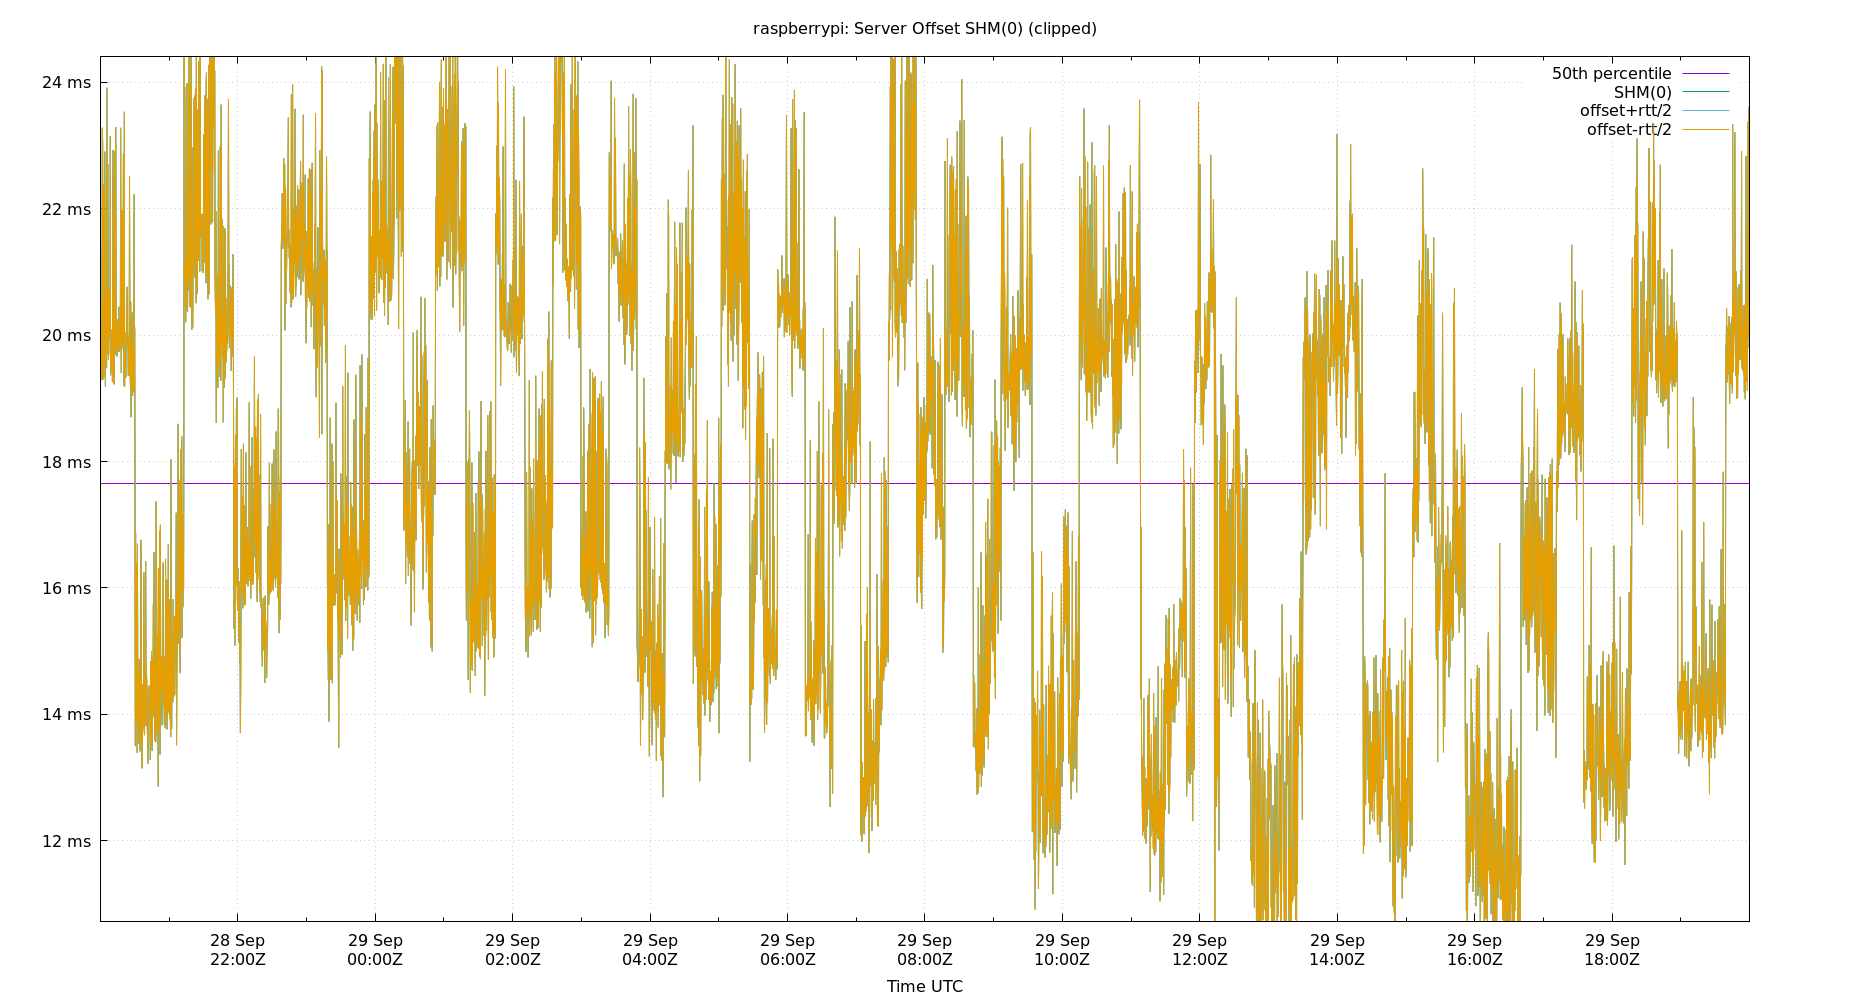 raspberrypi: Server Offset SHM(0) (clipped)
50th percentile
SHM(0)
offset+rtt/2
offset-rtt/2
24 ms
22 ms
20 ms
18 ms
16 ms
14 ms
12 ms
28 Sep 29 Sep 29 Sep 29 Sep 29 Sep 29 Sep 29 Sep 29 Sep 29 Sep 29 Sep 29 Sep
22:00Z 00:00Z 02:00Z 04:00Z 06:00Z 08:00Z 10:00Z 12:00Z 14:00Z 16:00Z 18:00Z
Time UTC